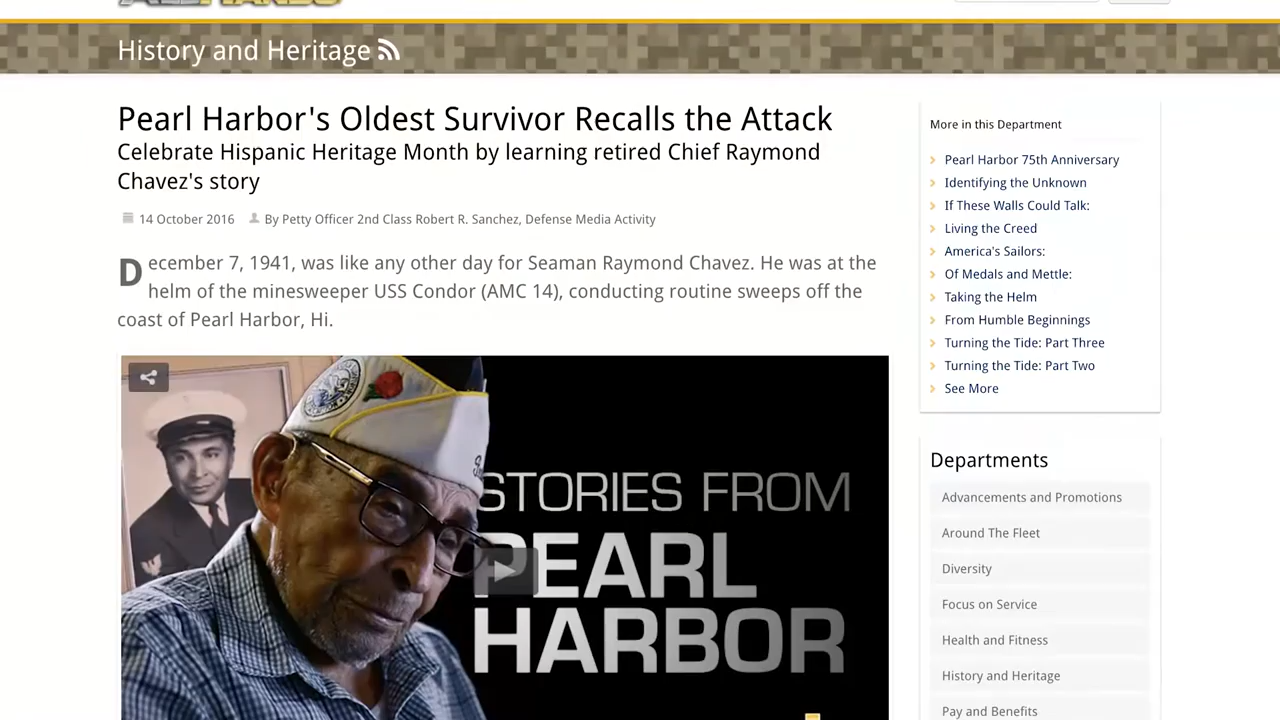 History and Heritage
Pearl Harbor's Oldest Survivor Recalls the Attack
Celebrate Hispanic Heritage Month by learning retired Chief Raymond
Chavez's story
14 October 2016 By Petty Officer 2nd Class Robert R. Sanchez, Defense Media Activity
December 7, 1941, was like any other day for Seaman Raymond Chavez. He was at the
helm of the minesweeper USS Condor (AMC 14), conducting routine sweeps off the
coast of Pearl Harbor, Hi.
STORIES FROM
PEARL
HARBOR
More in this Department
Pearl Harbor 75th Anniversary
Identifying the Unknown
If These Walls Could Talk:
Living the Creed
America's Sailors:
Of Medals and Mettle:
Taking the Helm
From Humble Beginnings
Turning the Tide: Part Three
Turning the Tide: Part Two
See More
Departments
Advancements and Promotions
Around The Fleet
Diversity
Focus on Service
Health and Fitness
History and Heritage
Pay and Benefits